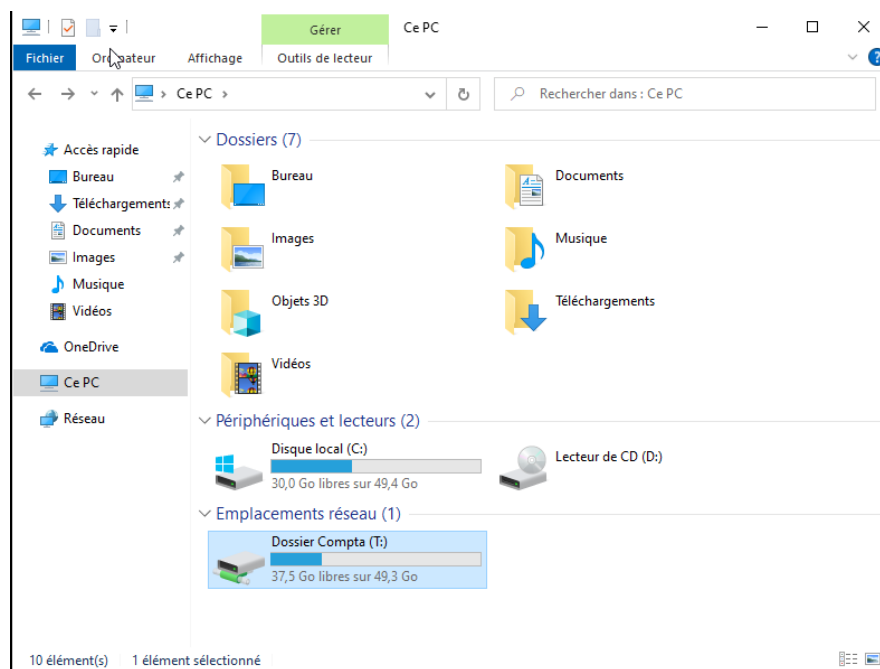 Gérer
Ce PC
Fichier
Ordinateur
Affichage
Outils de lecteur
Ce PC
Rechercher dans : Ce PC
Accès rapide
Bureau
Téléchargements
Documents
Images
Musique
Vidéos
OneDrive
Ce PC
Réseau
Dossiers (7)
Bureau
Documents
Images
Musique
Objets 3D
Téléchargements
Vidéos
Périphériques et lecteurs (2)
Disque local (C:)
30,0 Go libres sur 49,4 Go
Lecteur de CD (D:)
Emplacements réseau (1)
Dossier Compta (T:)
37,5 Go libres sur 49,3 Go
10 élément(s)
1 élément sélectionné